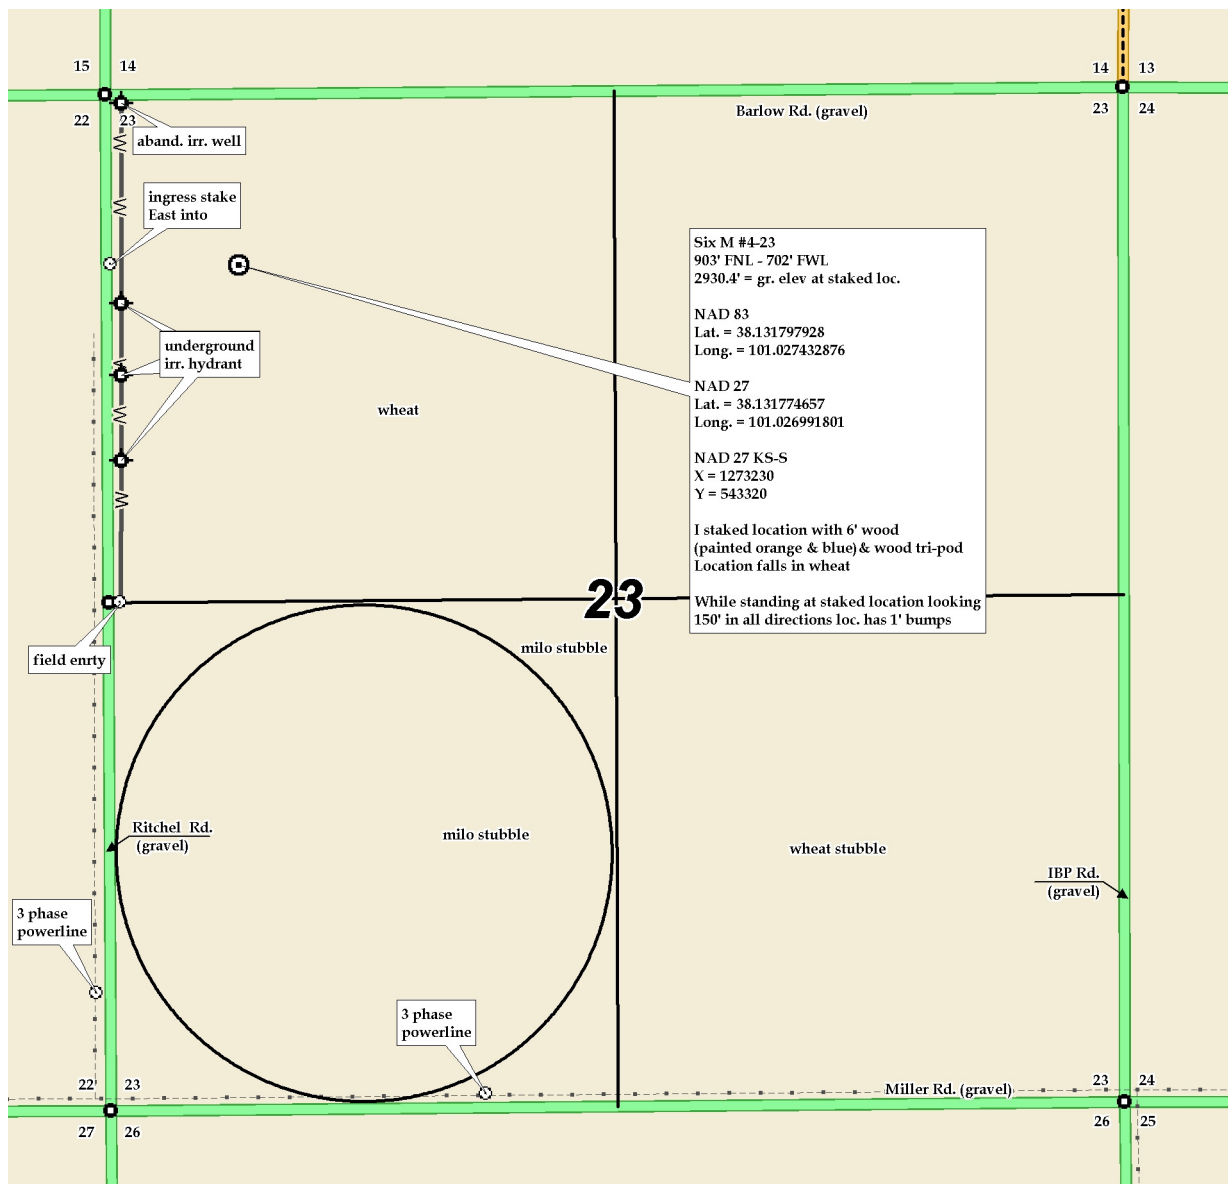 15 14
14 13
22 23
23 24
Barlow Rd. (gravel)
aband. irr. well
ingress stake
East into
Six M #4-23
903' FNL - 702' FWL
2930.4' = gr. elev at staked loc.
NAD 83
Lat. = 38.131797928
Long. = 101.027432876
NAD 27
Lat. = 38.131774657
Long. = 101.026991801
NAD 27 KS-S
X = 1273230
Y = 543320
I staked location with 6' wood
(painted orange & blue) & wood tri-pod
Location falls in wheat
While standing at staked location looking
150' in all directions loc. has 1' bumps
W
W
underground
irr. hydrant
W
W
W
wheat
23
field enrty
milo stubble
Ritchel Rd.
(gravel)
milo stubble
wheat stubble
IBP Rd.
(gravel)
3 phase
powerline
3 phase
powerline
22 23
23 24
Miller Rd. (gravel)
27 26
26 25